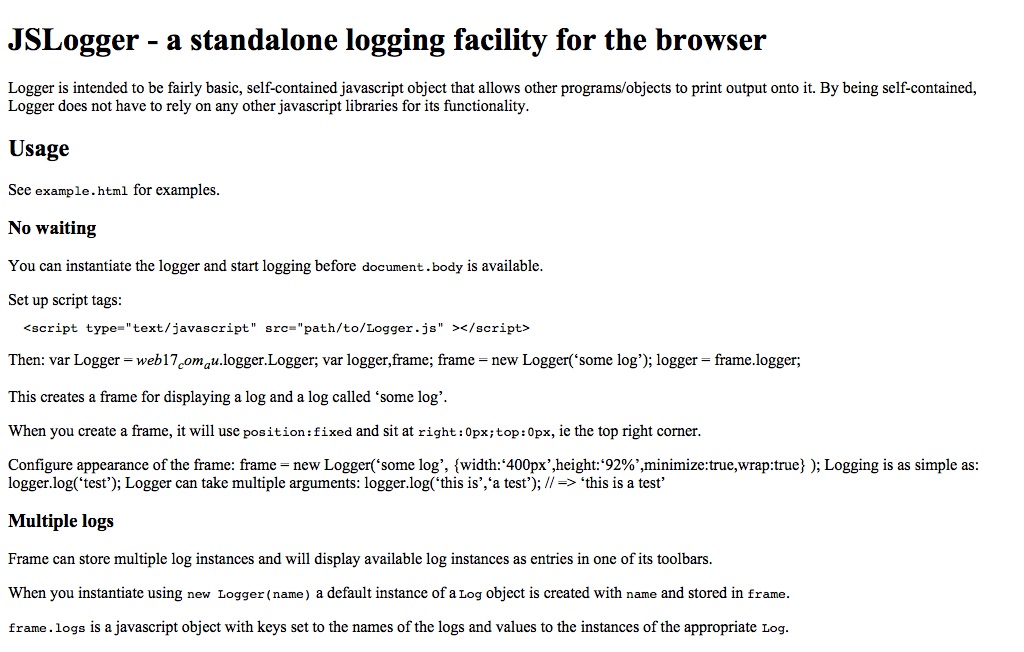 JSLogger - a standalone logging facility for the browser
Logger is intended to be fairly basic, self-contained javascript object that allows other programs/objects to print output onto it. By being self-contained,
Logger does not have to rely on any other javascript libraries for its functionality.
Usage
See example.html for examples.
No waiting
You can instantiate the logger and start logging before document.body is available.
Set up script tags:
<script type="text/javascript" src="path/to/Logger.js" ></script>
Then: var Logger = web17_com_au.logger.Logger; var logger,frame; frame = new Logger(‘some log’); logger = frame.logger;
This creates a frame for displaying a log and a log called ‘some log’.
When you create a frame, it will use position:fixed and sit at right:0px;top:0px, ie the top right corner.
Configure appearance of the frame: frame = new Logger(‘some log’, {width:‘400px’,height:‘92%’,minimize:true,wrap:true} ); Logging is as simple as:
logger.log(‘test’); Logger can take multiple arguments: logger.log(‘this is’,‘a test’); // => ‘this is a test’
Multiple logs
Frame can store multiple log instances and will display available log instances as entries in one of its toolbars.
When you instantiate using new Logger(name) a default instance of a Log object is created with name and stored in frame.
frame.logs is a javascript object with keys set to the names of the logs and values to the instances of the appropriate Log.